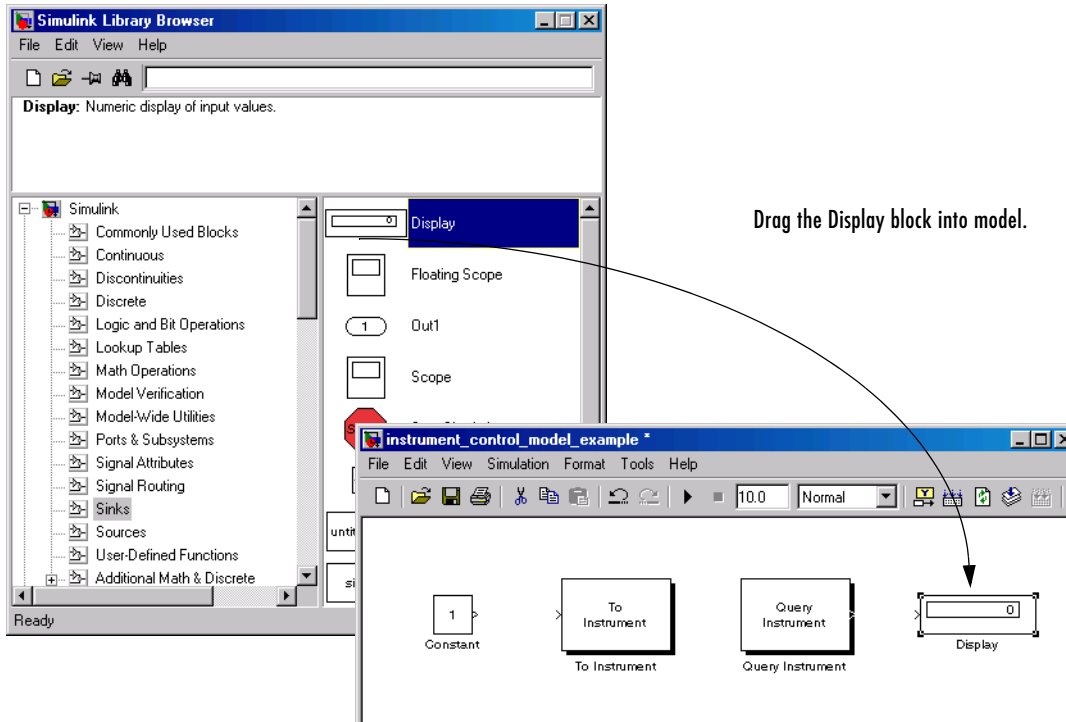 Simulink Library Browser
File Edit View Help
Display: Numeric display of input values.
Simulink
Commonly Used Blocks
Continuous
Discontinuities
Discrete
Logic and Bit Operations
Lookup Tables
Math Operations
Model Verification
Model-Wide Utilities
Ports & Subsystems
Signal Attributes
Signal Routing
Sinks
Sources
User-Defined Functions
Additional Math & Discrete
Ready
0 Display
Floating Scope
1 Out1
Scope
Drag the Display block into model.
instrument_control_model_example *
File Edit View Simulation Format Tools Help
10.0 Normal
1
Constant
To
Instrument
To Instrument
Query
Instrument
Query Instrument
0
Display